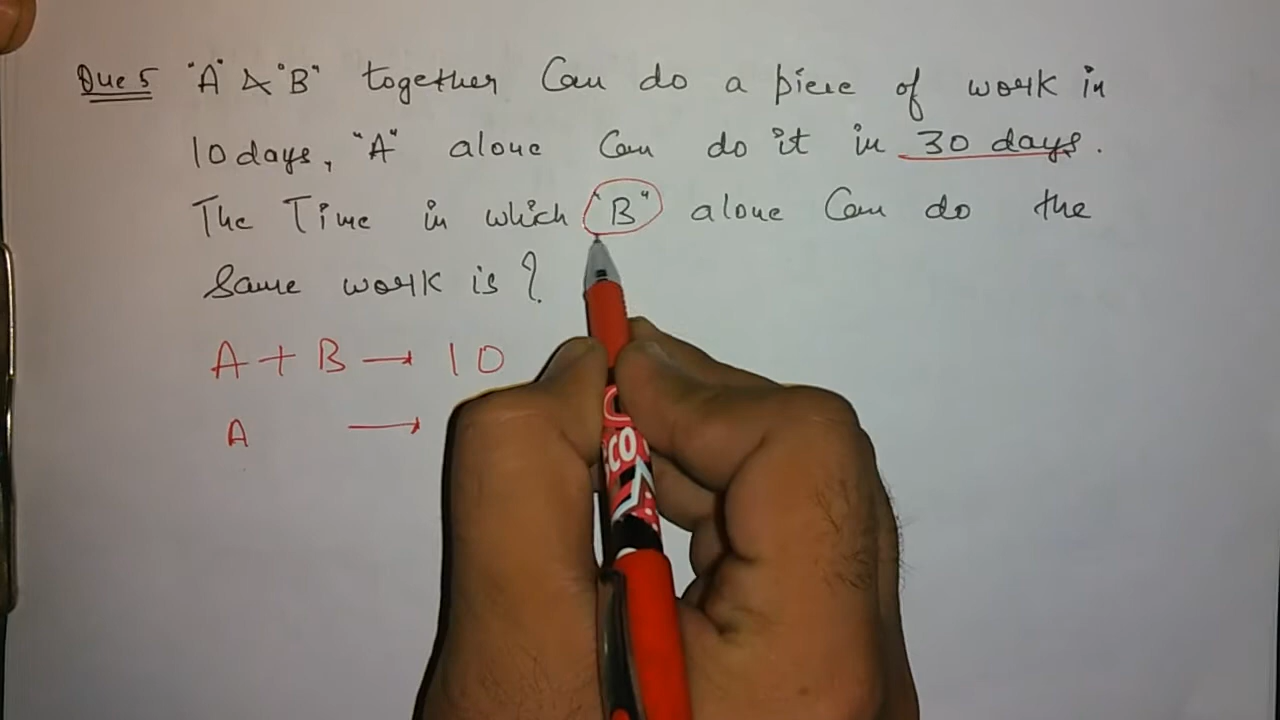 Que 5 "A" & "B" together Can do a piece of work in
10 days, "A" alone Can do it in 30 days.
The Time in which "B" alone Can do the
Same work is ?
A + B → 10
A →